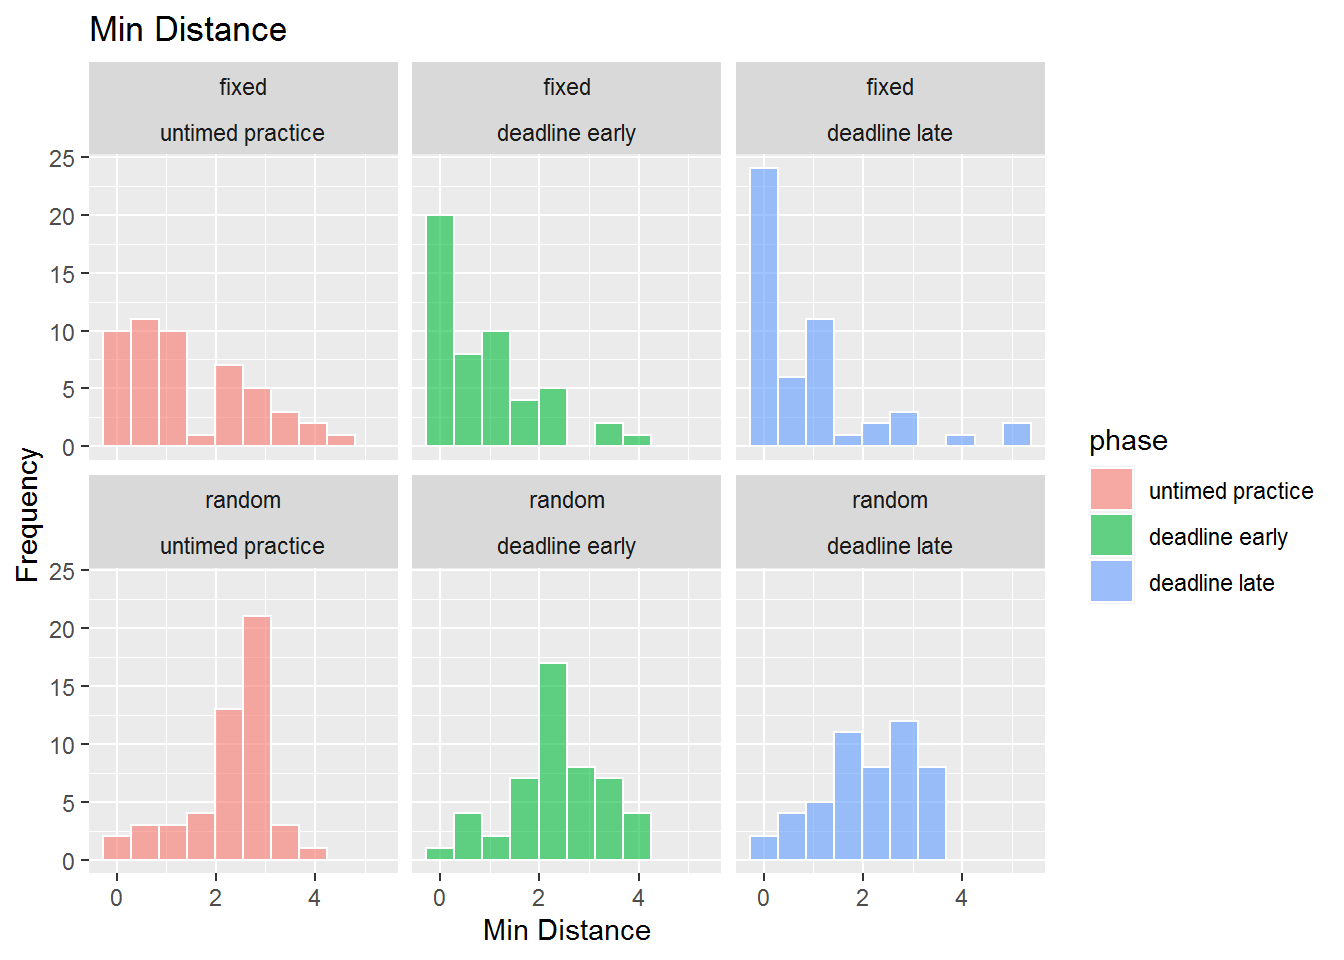 Min Distance
fixed
untimed practice
fixed
deadline early
fixed
deadline late
25
20
15
10
5
0
random
untimed practice
random
deadline early
random
deadline late
25
20
15
10
5
0
0 2 4
0 2 4
0 2 4
Min Distance
Frequency
phase
untimed practice
deadline early
deadline late